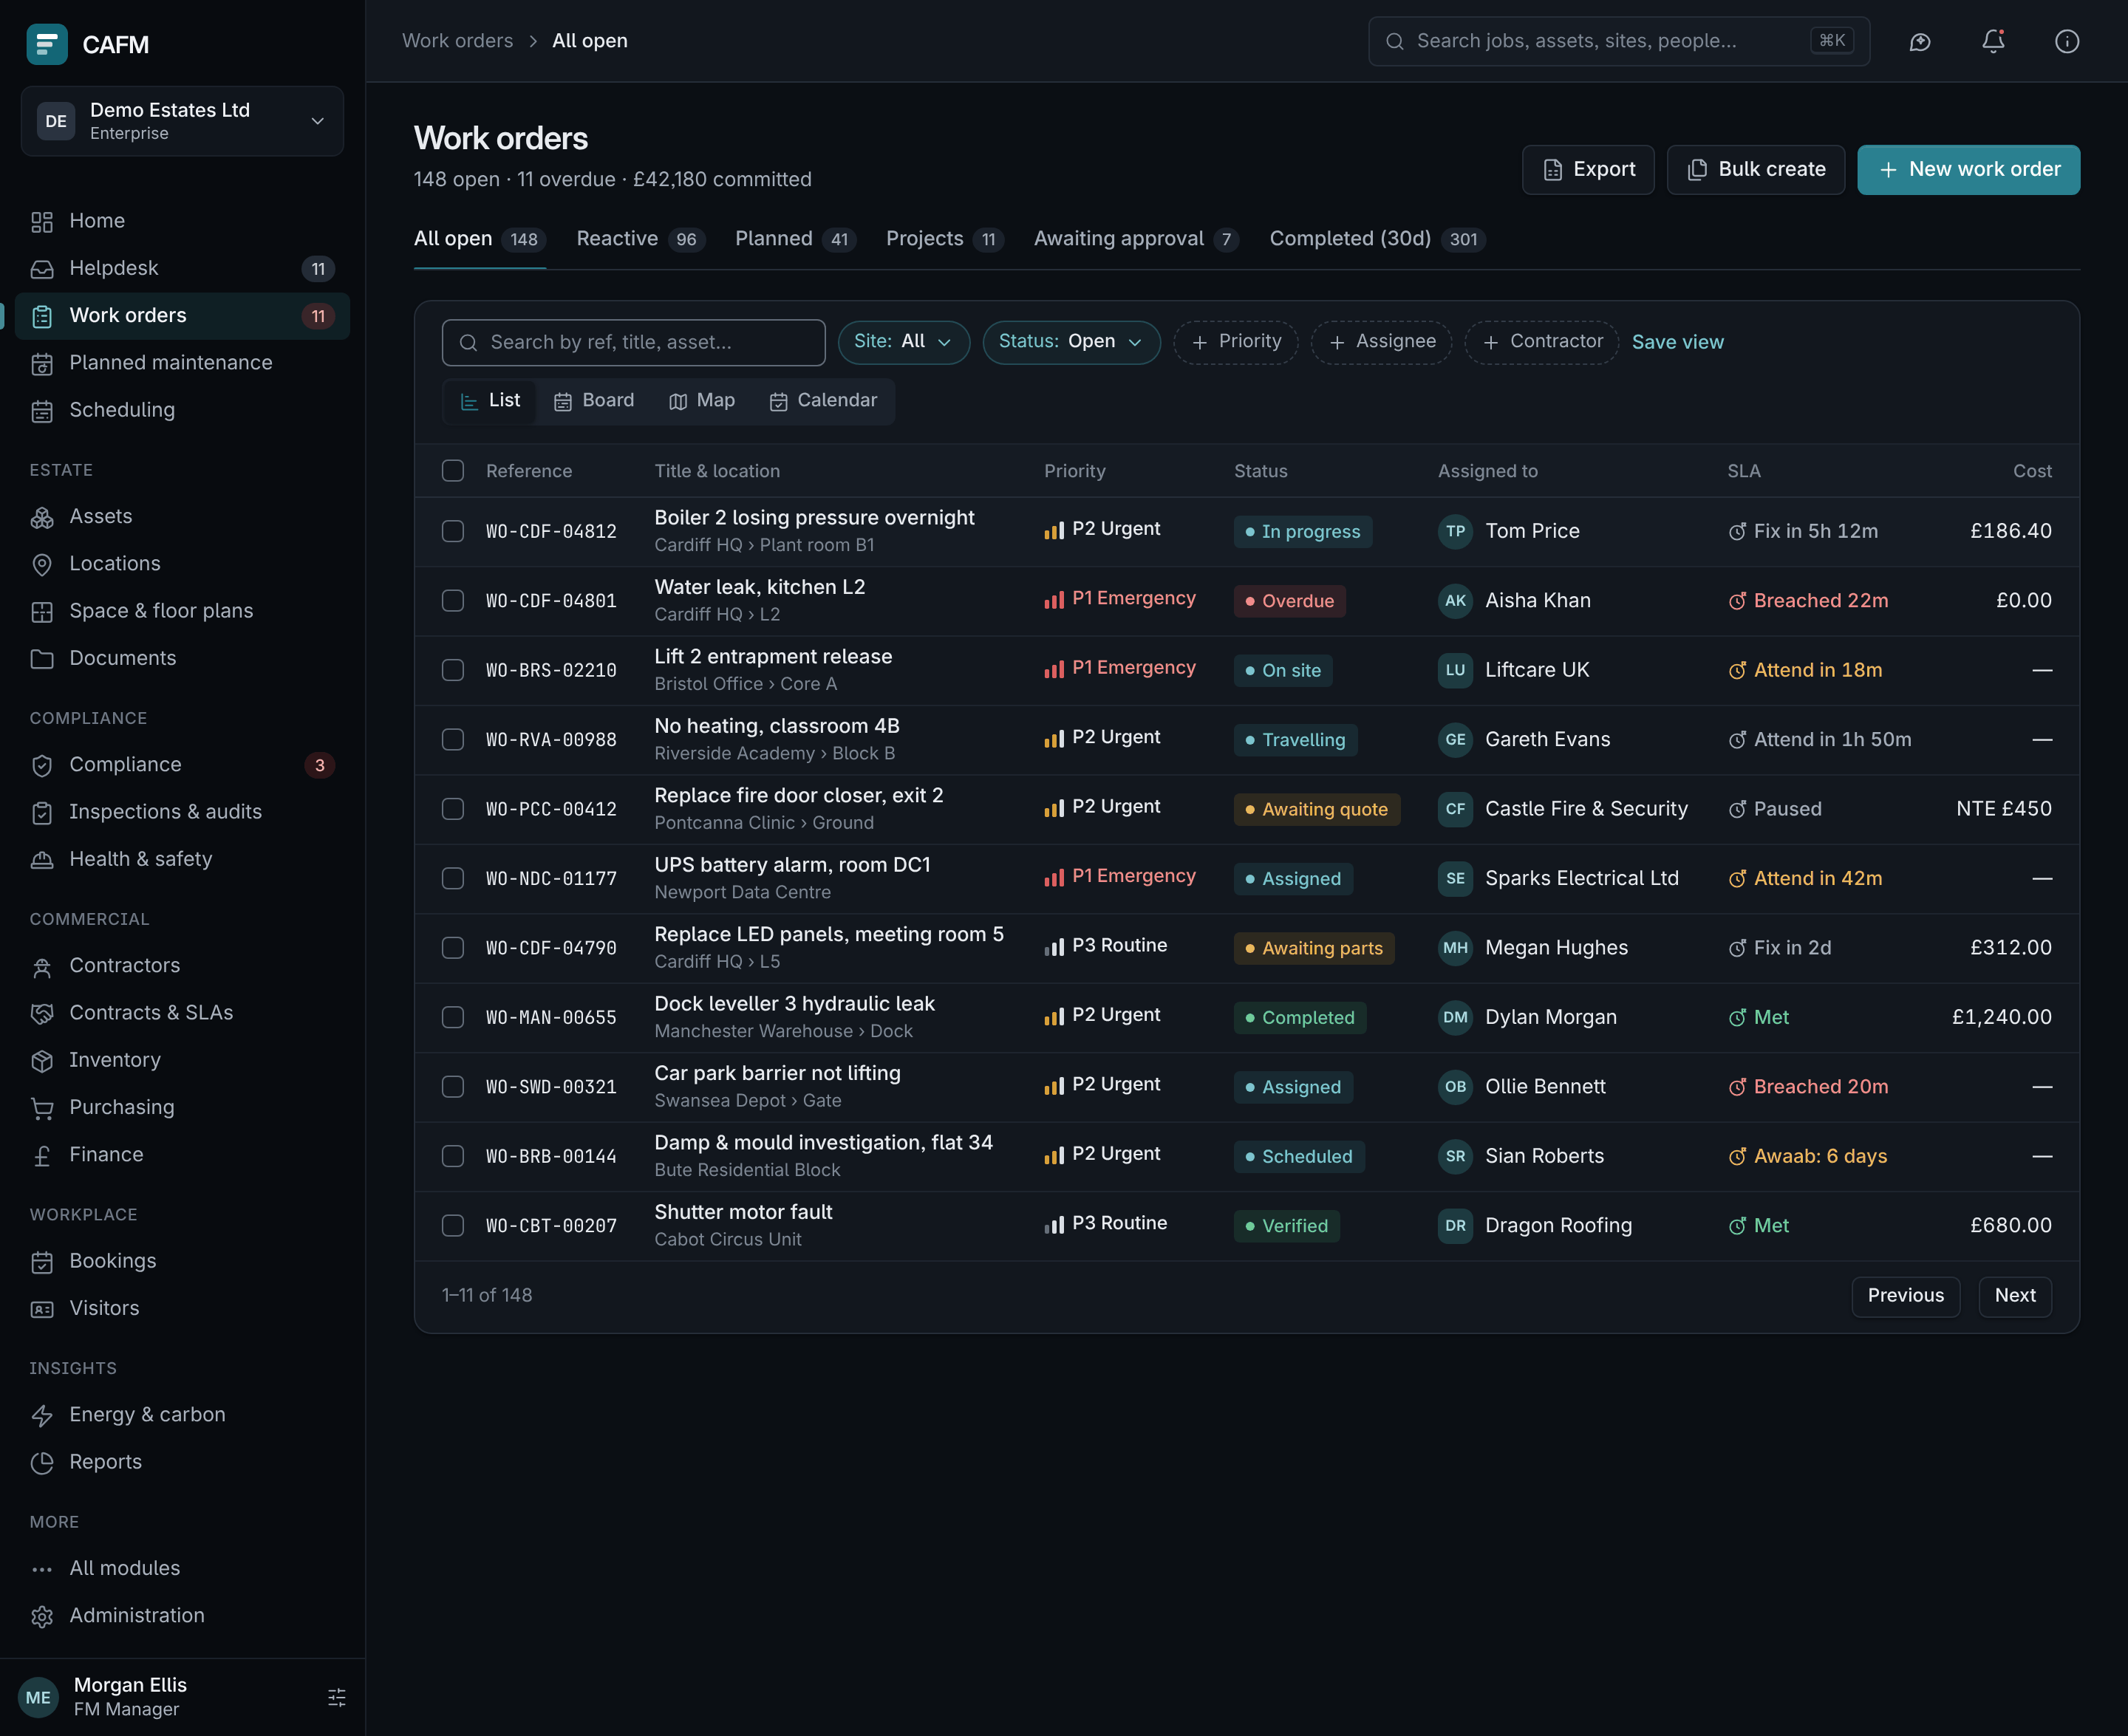 CAFM
DE
Demo Estates Ltd
Enterprise
Home
Helpdesk 11
Work orders 11
Planned maintenance
Scheduling
ESTATE
Assets
Locations
Space & floor plans
Documents
COMPLIANCE
Compliance 3
Inspections & audits
Health & safety
COMMERCIAL
Contractors
Contracts & SLAs
Inventory
Purchasing
Finance
WORKPLACE
Bookings
Visitors
INSIGHTS
Energy & carbon
Reports
MORE
All modules
Administration
ME
Morgan Ellis
FM Manager
Work orders > All open
Search jobs, assets, sites, people... ⌘K
Work orders
148 open · 11 overdue · £42,180 committed
Export
Bulk create
+ New work order
All open 148 Reactive 96 Planned 41 Projects 11 Awaiting approval 7 Completed (30d) 301
Search by ref, title, asset... Site: All Status: Open + Priority + Assignee + Contractor Save view
List Board Map Calendar
Reference Title & location Priority Status Assigned to SLA Cost
WO-CDF-04812 Boiler 2 losing pressure overnight P2 Urgent In progress TP Tom Price Fix in 5h 12m £186.40
Cardiff HQ › Plant room B1
WO-CDF-04801 Water leak, kitchen L2 P1 Emergency Overdue AK Aisha Khan Breached 22m £0.00
Cardiff HQ › L2
WO-BRS-02210 Lift 2 entrapment release P1 Emergency On site LU Liftcare UK Attend in 18m —
Bristol Office › Core A
WO-RVA-00988 No heating, classroom 4B P2 Urgent Travelling GE Gareth Evans Attend in 1h 50m —
Riverside Academy › Block B
WO-PCC-00412 Replace fire door closer, exit 2 P2 Urgent Awaiting quote CF Castle Fire & Security Paused NTE £450
Pontcanna Clinic › Ground
WO-NDC-01177 UPS battery alarm, room DC1 P1 Emergency Assigned SE Sparks Electrical Ltd Attend in 42m —
Newport Data Centre
WO-CDF-04790 Replace LED panels, meeting room 5 P3 Routine Awaiting parts MH Megan Hughes Fix in 2d £312.00
Cardiff HQ › L5
WO-MAN-00655 Dock leveller 3 hydraulic leak P2 Urgent Completed DM Dylan Morgan Met £1,240.00
Manchester Warehouse › Dock
WO-SWD-00321 Car park barrier not lifting P2 Urgent Assigned OB Ollie Bennett Breached 20m —
Swansea Depot › Gate
WO-BRB-00144 Damp & mould investigation, flat 34 P2 Urgent Scheduled SR Sian Roberts Awaab: 6 days —
Bute Residential Block
WO-CBT-00207 Shutter motor fault P3 Routine Verified DR Dragon Roofing Met £680.00
Cabot Circus Unit
1–11 of 148
Previous Next